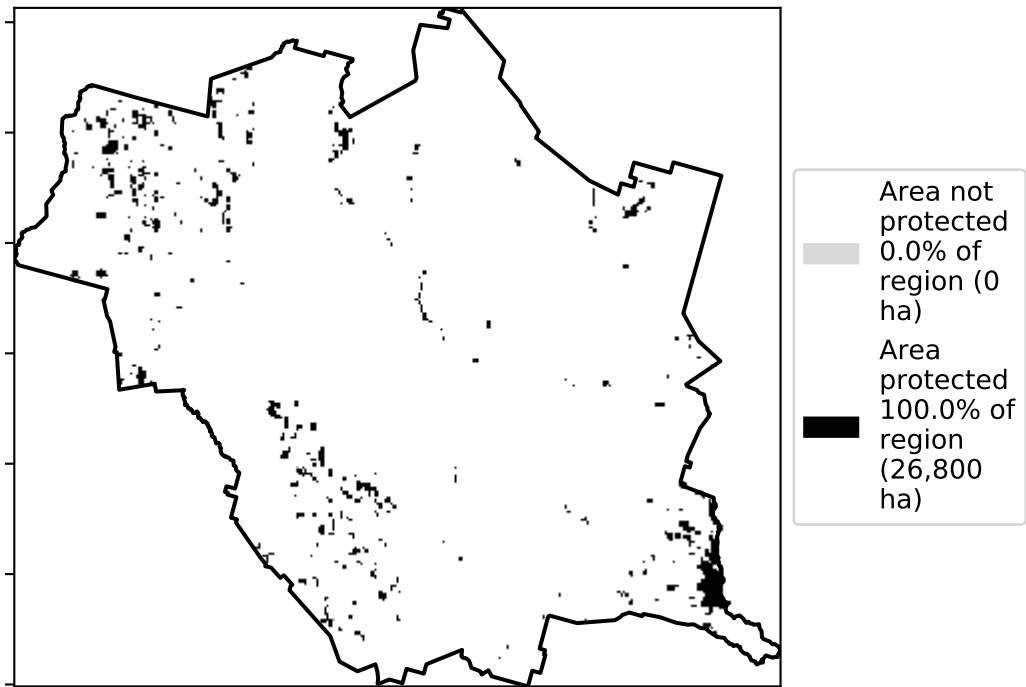 Area not
protected
0.0% of
region (0
ha)
Area
protected
100.0% of
region
(26,800
ha)